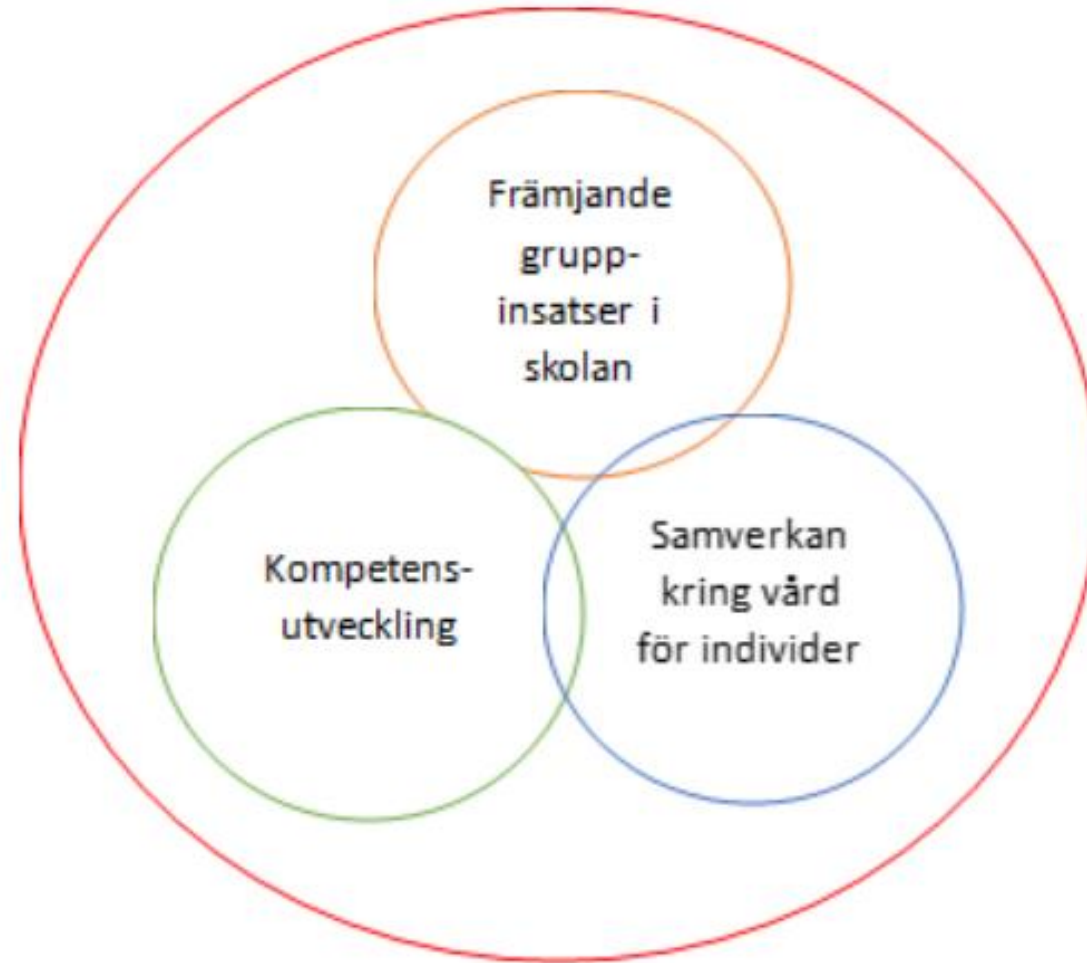 Främjande
grupp-
insatser i
skolan
Kompetens-
utveckling
Samverkan
kring vård
för individer